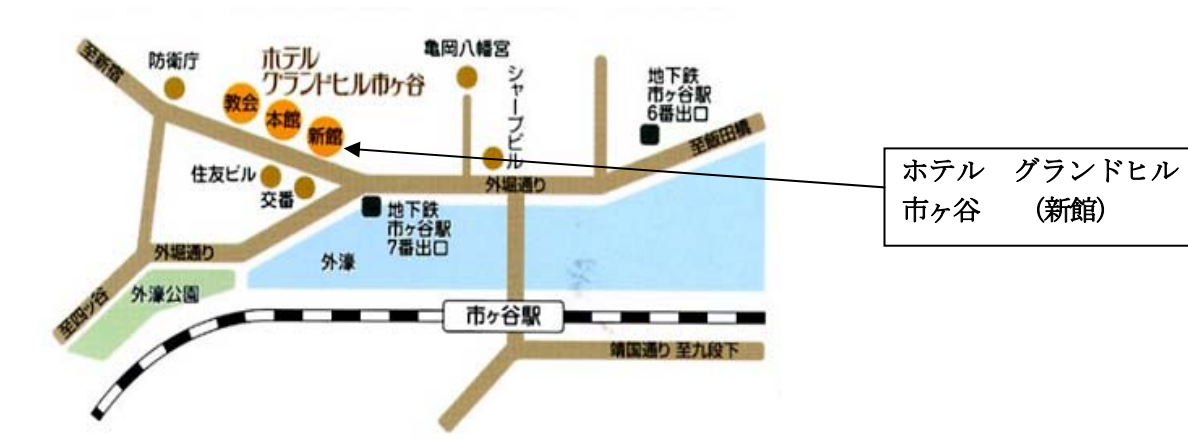 至新宿
防衛庁
ホテル
グランドヒル市ヶ谷
教会
本館
新館
亀岡八幡宮
シャープビル
地下鉄
市ヶ谷駅
6番出口
至飯田橋
ホテル　グランドヒル
市ヶ谷　　(新館)
住友ビル
交番
外堀通り
地下鉄
市ヶ谷駅
7番出口
外堀通り
外濠
外濠公園
至四ッ谷
市ヶ谷駅
靖国通り 至九段下